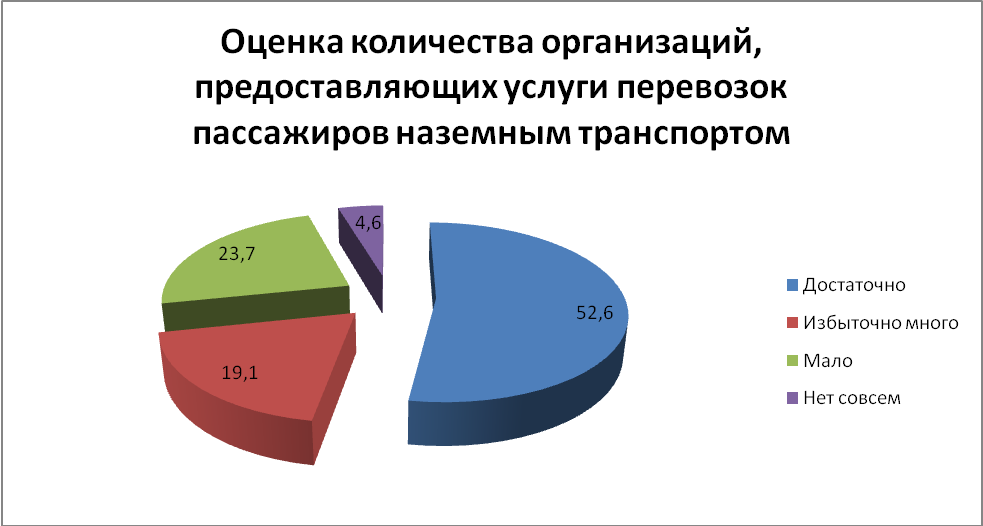 Оценка количества организаций,
предоставляющих услуги перевозок
пассажиров наземным транспортом
4,6
23,7
52,6
19,1
Достаточно
Избыточно много
Мало
Нет совсем